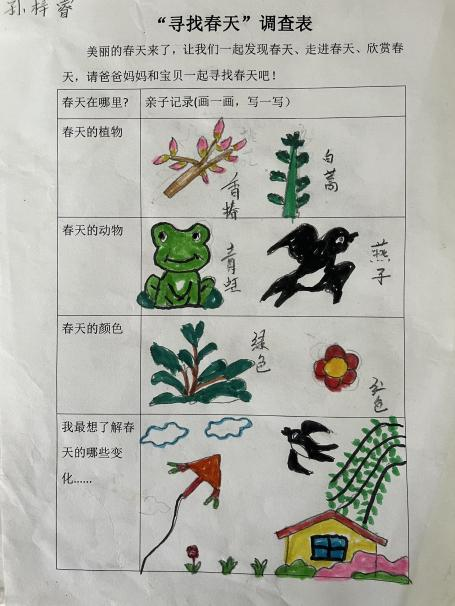 孙梓睿
“寻找春天”调查表
美丽的春天来了，让我们一起发现春天、走进春天、欣赏春
天，请爸爸妈妈和宝贝一起寻找春天吧！
春天在哪里？ 亲子记录(画一画，写一写）
春天的植物
香椿
白蒿
春天的动物
青蛙
燕子
春天的颜色
绿色
红色
我最想了解春
天的哪些变
化......